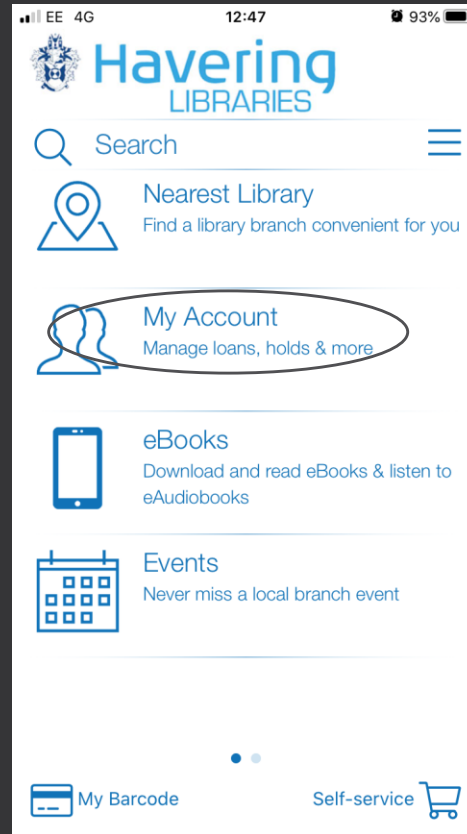 EE 4G 12:47 93%
Havering
LIBRARIES
Search
Nearest Library
Find a library branch convenient for you
My Account
Manage loans, holds & more
eBooks
Download and read eBooks & listen to
eAudiobooks
Events
Never miss a local branch event
My Barcode Self-service